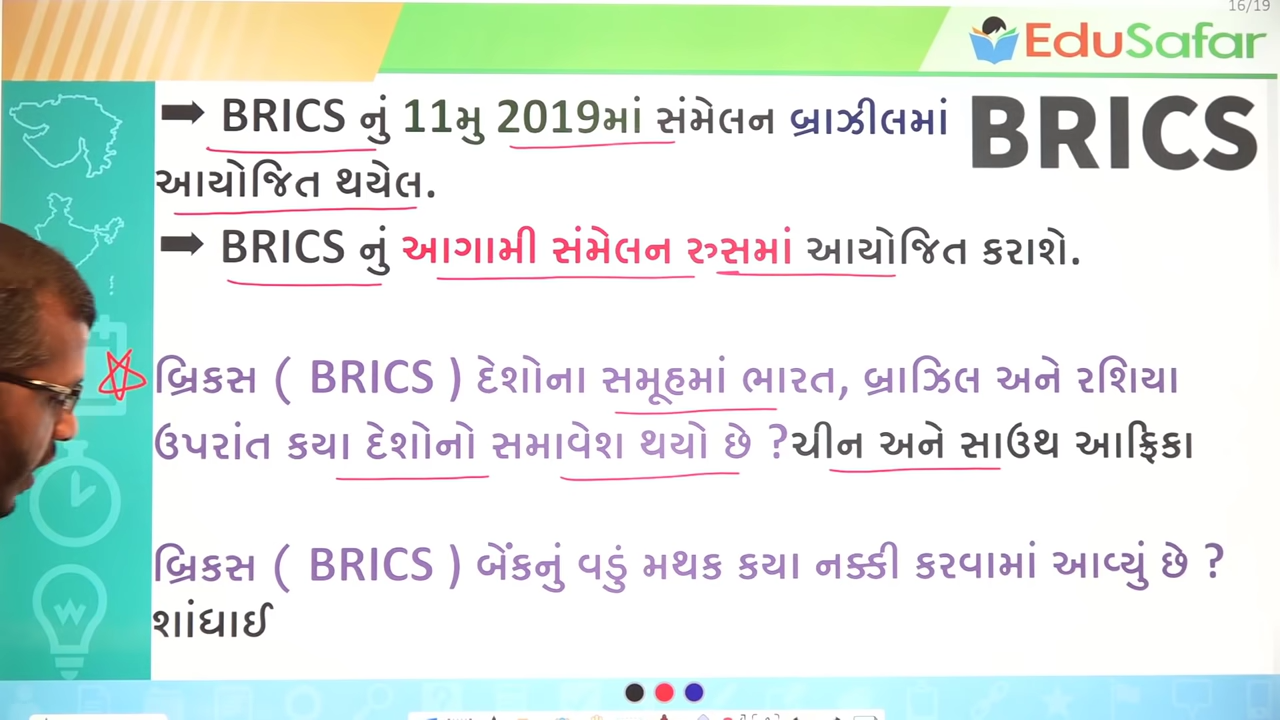 16/19
EduSafar
➡ BRICS નું 11મુ 2019માં સંમેલન બ્રાઝીલમાં
BRICS
આયોજિત થયેલ.
➡ BRICS નું આગામી સંમેલન રુસમાં આયોજિત કરાશે.
બ્રિકસ ( BRICS ) દેશોના સમૂહમાં ભારત, બ્રાઝિલ અને રશિયા
ઉપરાંત કયા દેશોનો સમાવેશ થયો છે ?ચીન અને સાઉથ આફ્રિકા
બ્રિકસ ( BRICS ) બેંકનું વડું મથક કયા નક્કી કરવામાં આવ્યું છે ?
શાંઘાઈ